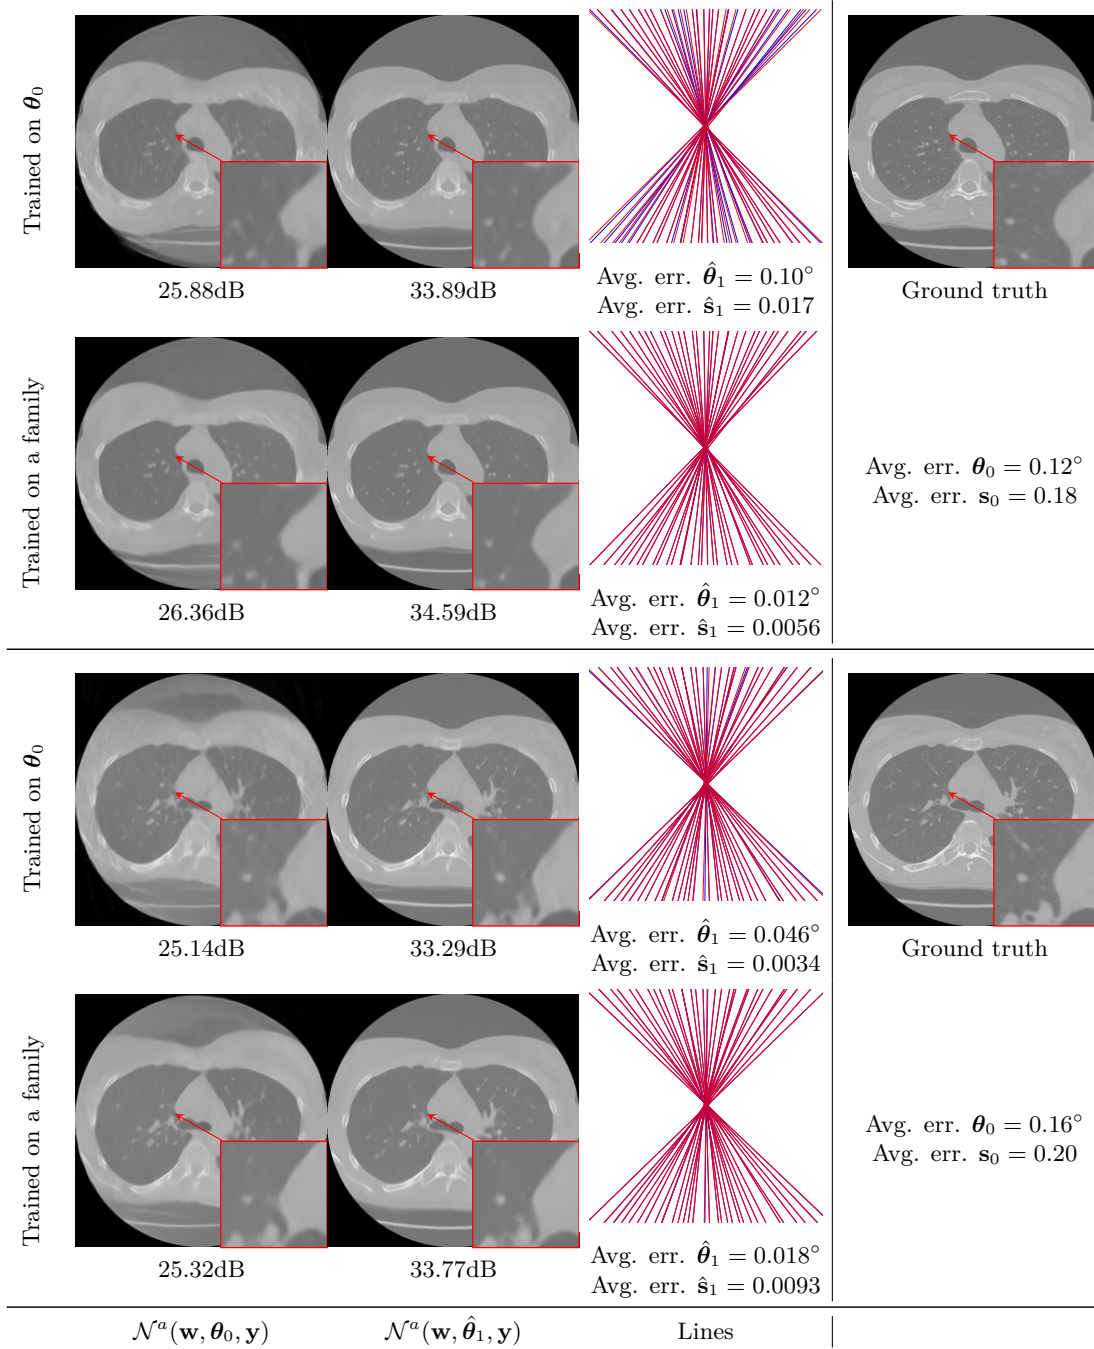 Trained on θ₀
25.88dB
33.89dB
Avg. err. θ̂₁ = 0.10°
Avg. err. ŝ₁ = 0.017
Ground truth
Trained on a family
26.36dB
34.59dB
Avg. err. θ̂₁ = 0.012°
Avg. err. ŝ₁ = 0.0056
Avg. err. θ₀ = 0.12°
Avg. err. s₀ = 0.18
Trained on θ₀
25.14dB
33.29dB
Avg. err. θ̂₁ = 0.046°
Avg. err. ŝ₁ = 0.0034
Ground truth
Trained on a family
25.32dB
33.77dB
Avg. err. θ̂₁ = 0.018°
Avg. err. ŝ₁ = 0.0093
Avg. err. θ₀ = 0.16°
Avg. err. s₀ = 0.20
𝒩ᵃ(w, θ₀, y)
𝒩ᵃ(w, θ̂₁, y)
Lines